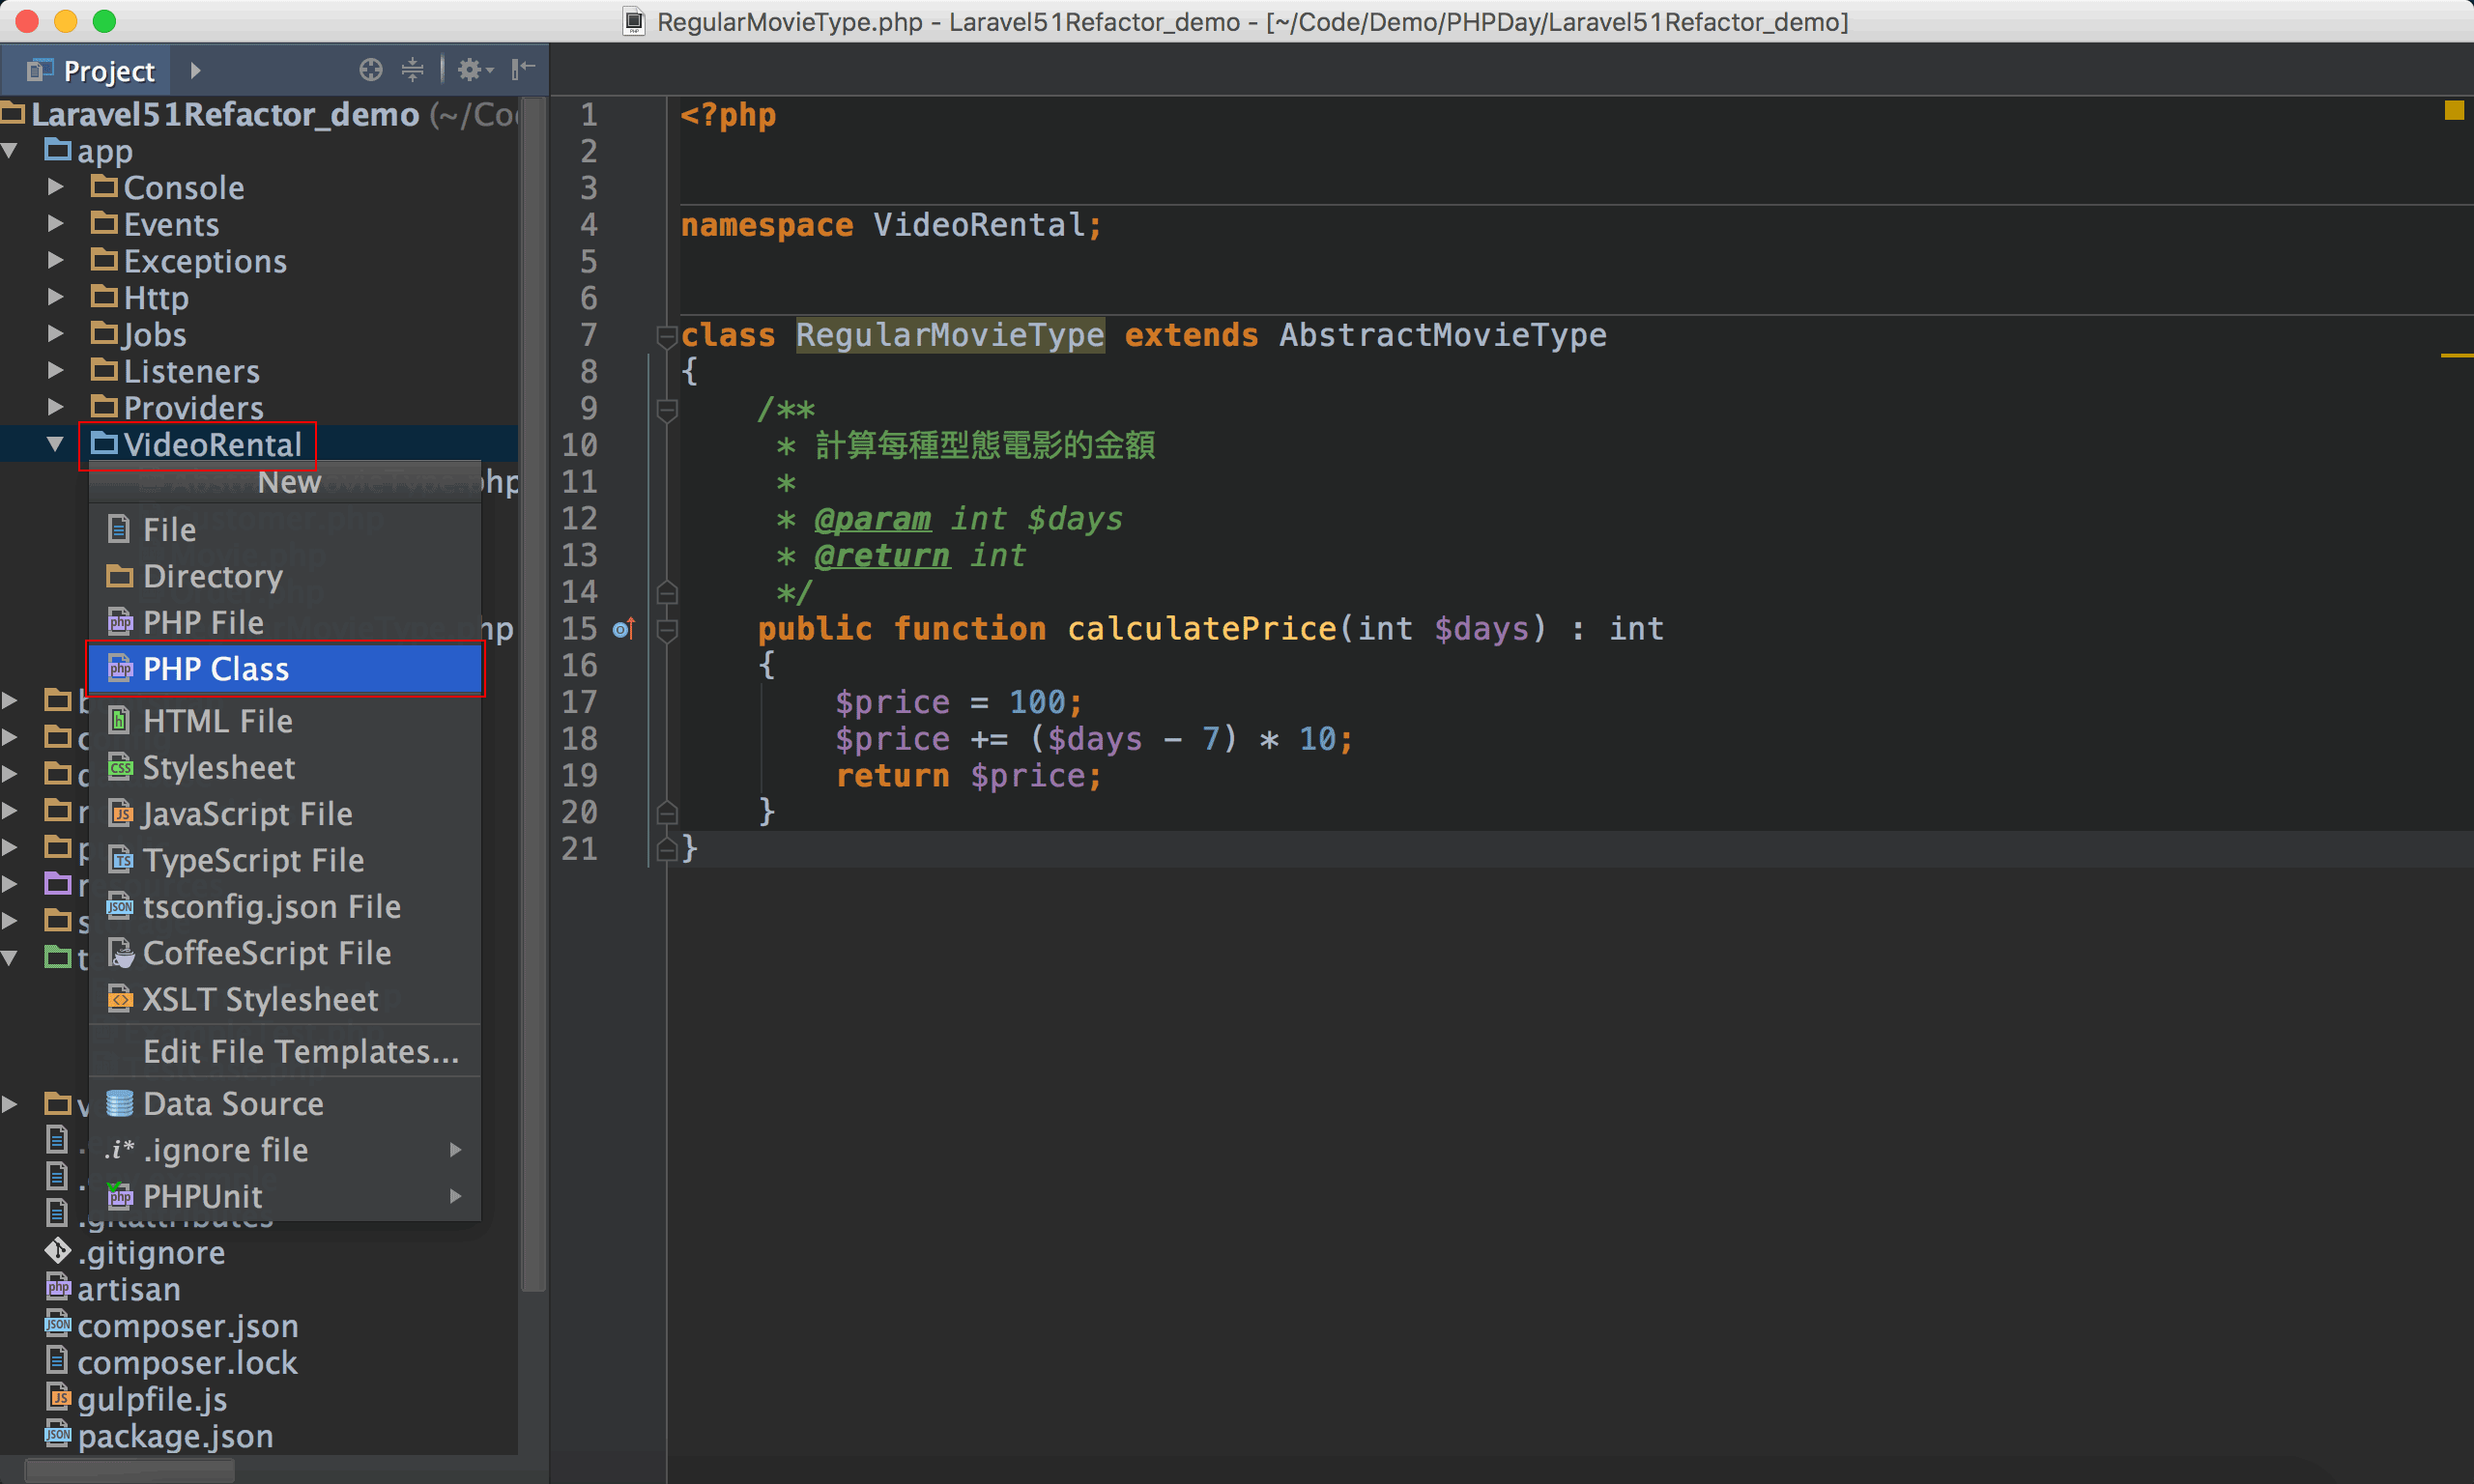 RegularMovieType.php - Laravel51Refactor_demo - [~/Code/Demo/PHPDay/Laravel51Refactor_demo]
Project
Laravel51Refactor_demo (~/Co
app
Console
Events
Exceptions
Http
Jobs
Listeners
Providers
VideoRental
New
File
Directory
PHP File
PHP Class
HTML File
Stylesheet
JavaScript File
TypeScript File
tsconfig.json File
CoffeeScript File
XSLT Stylesheet
Edit File Templates...
Data Source
.ignore file
PHPUnit
.gitattributes
.gitignore
artisan
composer.json
composer.lock
gulpfile.js
package.json
1 <?php
2
3
4 namespace VideoRental;
5
6
7 class RegularMovieType extends AbstractMovieType
8 {
9 /**
10 * 計算每種型態電影的金額
11 *
12 * @param int $days
13 * @return int
14 */
15 public function calculatePrice(int $days) : int
16 {
17 $price = 100;
18 $price += ($days - 7) * 10;
19 return $price;
20 }
21 }